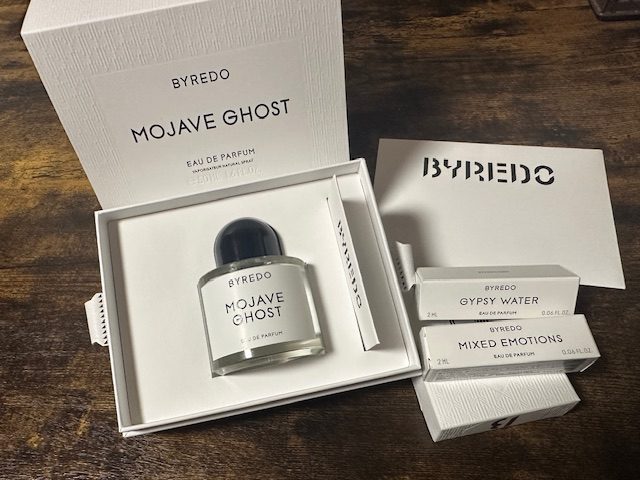 BYREDO
MOJAVE GHOST
EAU DE PARFUM
VAPORISATEUR NATURAL SPRAY
BYREDO
MOJAVE
GHOST
EAU DE PARFUM
BYREDO
BYREDO
BYREDO
GYPSY WATER
EAU DE PARFUM
2 ML
0.06 FL.OZ.
BYREDO
MIXED EMOTIONS
EAU DE PARFUM
2 ML
0.06 FL.OZ.